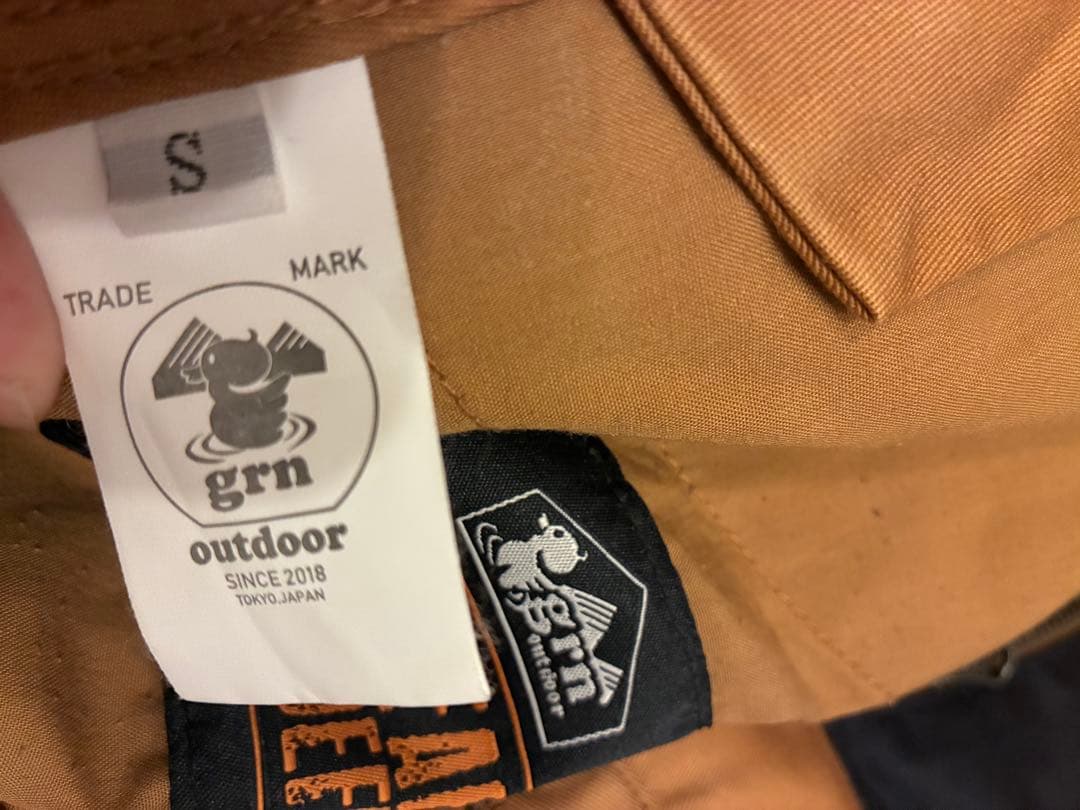 S
TRADE MARK
grn
outdoor
SINCE 2018
TOKYO.JAPAN
grn
outdoor